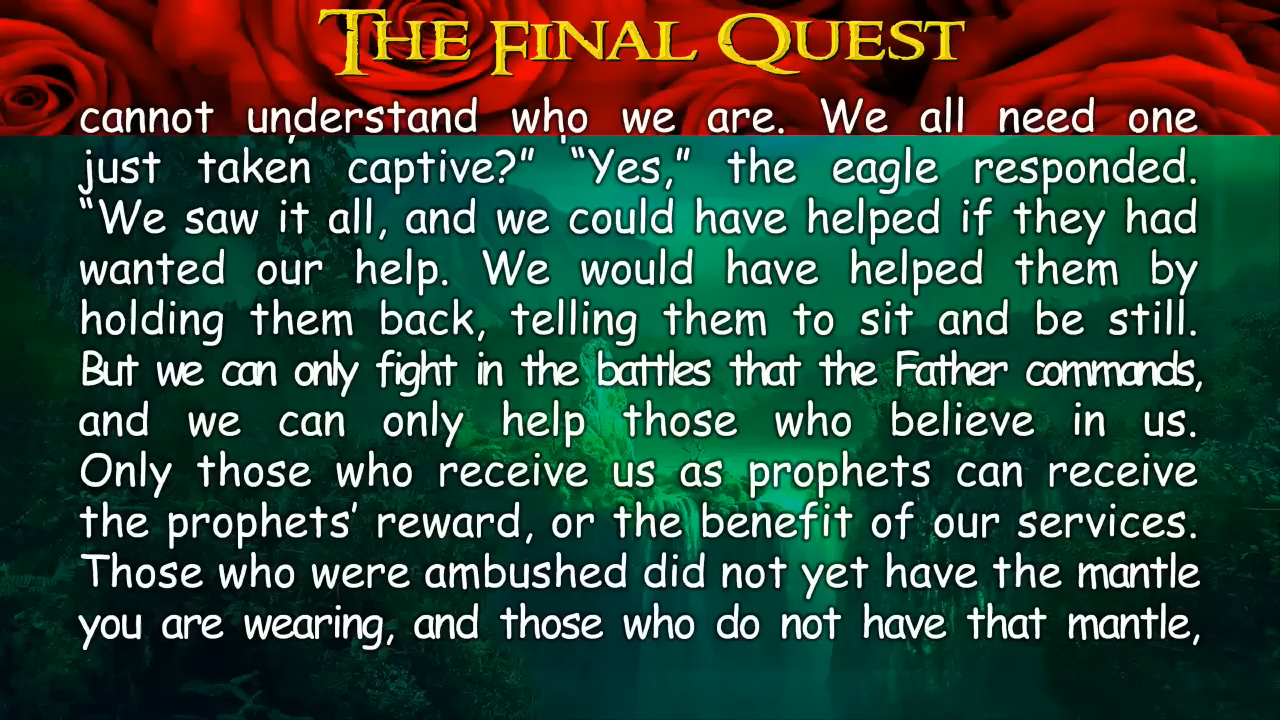 THE FINAL QUEST
cannot understand who we are. We all need one
just taken captive?” “Yes,” the eagle responded.
“We saw it all, and we could have helped if they had
wanted our help. We would have helped them by
holding them back, telling them to sit and be still.
But we can only fight in the battles that the Father commands,
and we can only help those who believe in us.
Only those who receive us as prophets can receive
the prophets’ reward, or the benefit of our services.
Those who were ambushed did not yet have the mantle
you are wearing, and those who do not have that mantle,